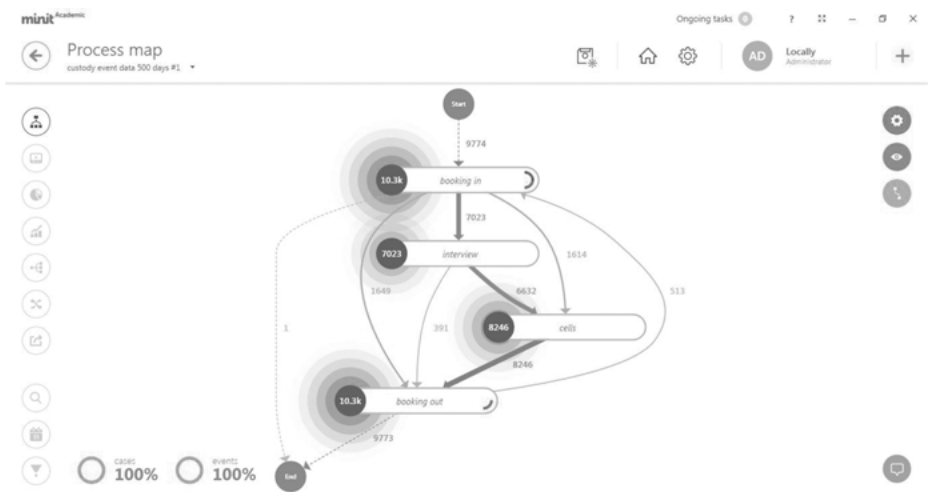 minit Academic
Ongoing tasks 0 ?
Process map
custody event data 500 days #1
AD
Locally
Administrator
Start
9774
10.3k booking in
7023
7023 interview
1614
1649
6632
513
1
391
8246 cells
8246
10.3k booking out
9773
cases
100%
events
100%
End